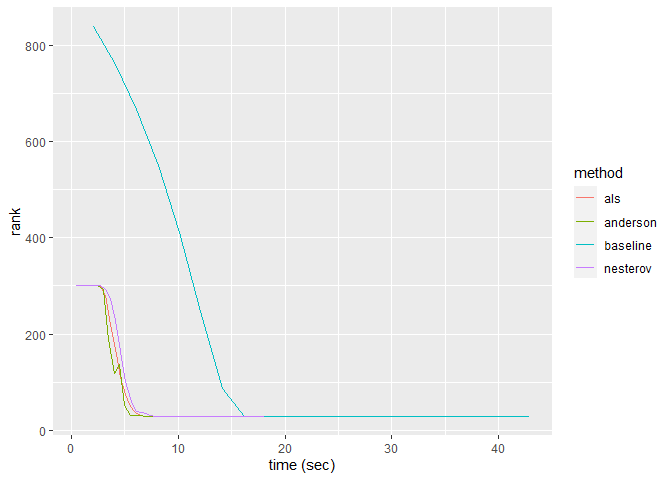 800
600
400
200
0
rank
0
10
20
30
40
time (sec)
method
als
anderson
baseline
nesterov